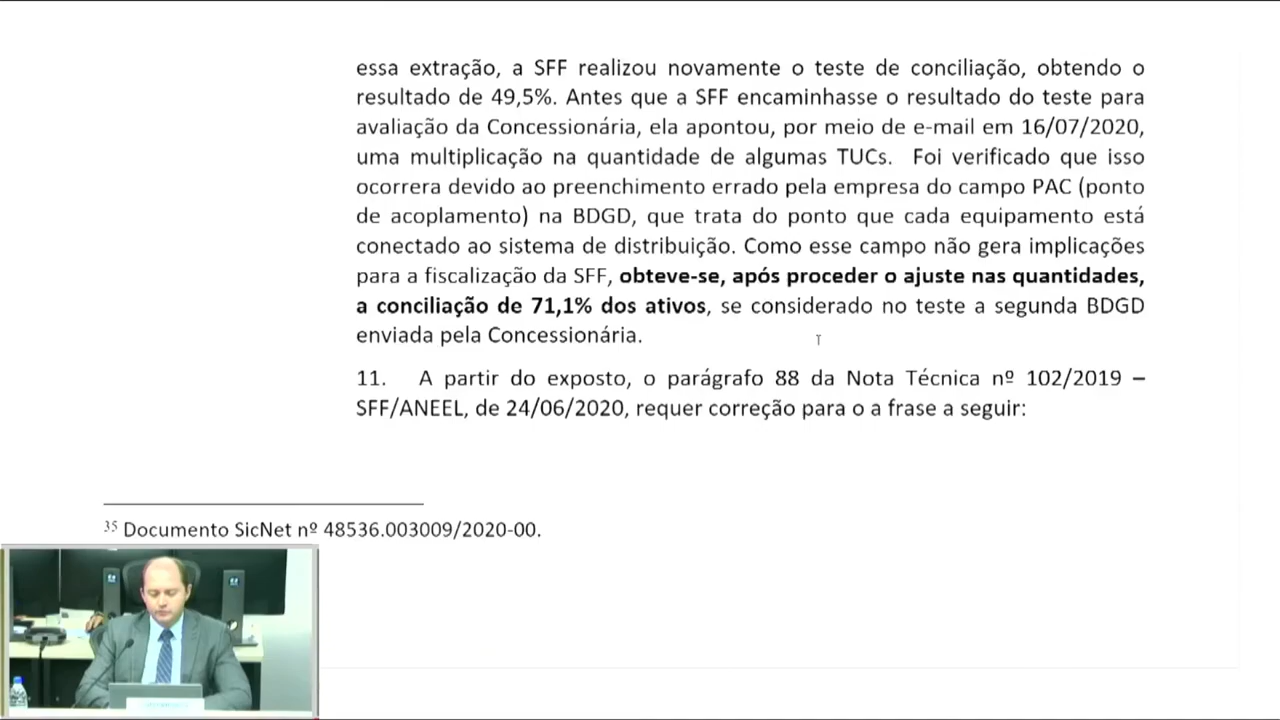 essa extração, a SFF realizou novamente o teste de conciliação, obtendo o
resultado de 49,5%. Antes que a SFF encaminhasse o resultado do teste para
avaliação da Concessionária, ela apontou, por meio de e-mail em 16/07/2020,
uma multiplicação na quantidade de algumas TUCs. Foi verificado que isso
ocorrera devido ao preenchimento errado pela empresa do campo PAC (ponto
de acoplamento) na BDGD, que trata do ponto que cada equipamento está
conectado ao sistema de distribuição. Como esse campo não gera implicações
para a fiscalização da SFF, obteve-se, após proceder o ajuste nas quantidades,
a conciliação de 71,1% dos ativos, se considerado no teste a segunda BDGD
enviada pela Concessionária.
11. A partir do exposto, o parágrafo 88 da Nota Técnica nº 102/2019 –
SFF/ANEEL, de 24/06/2020, requer correção para o a frase a seguir:
35 Documento SicNet nº 48536.003009/2020-00.